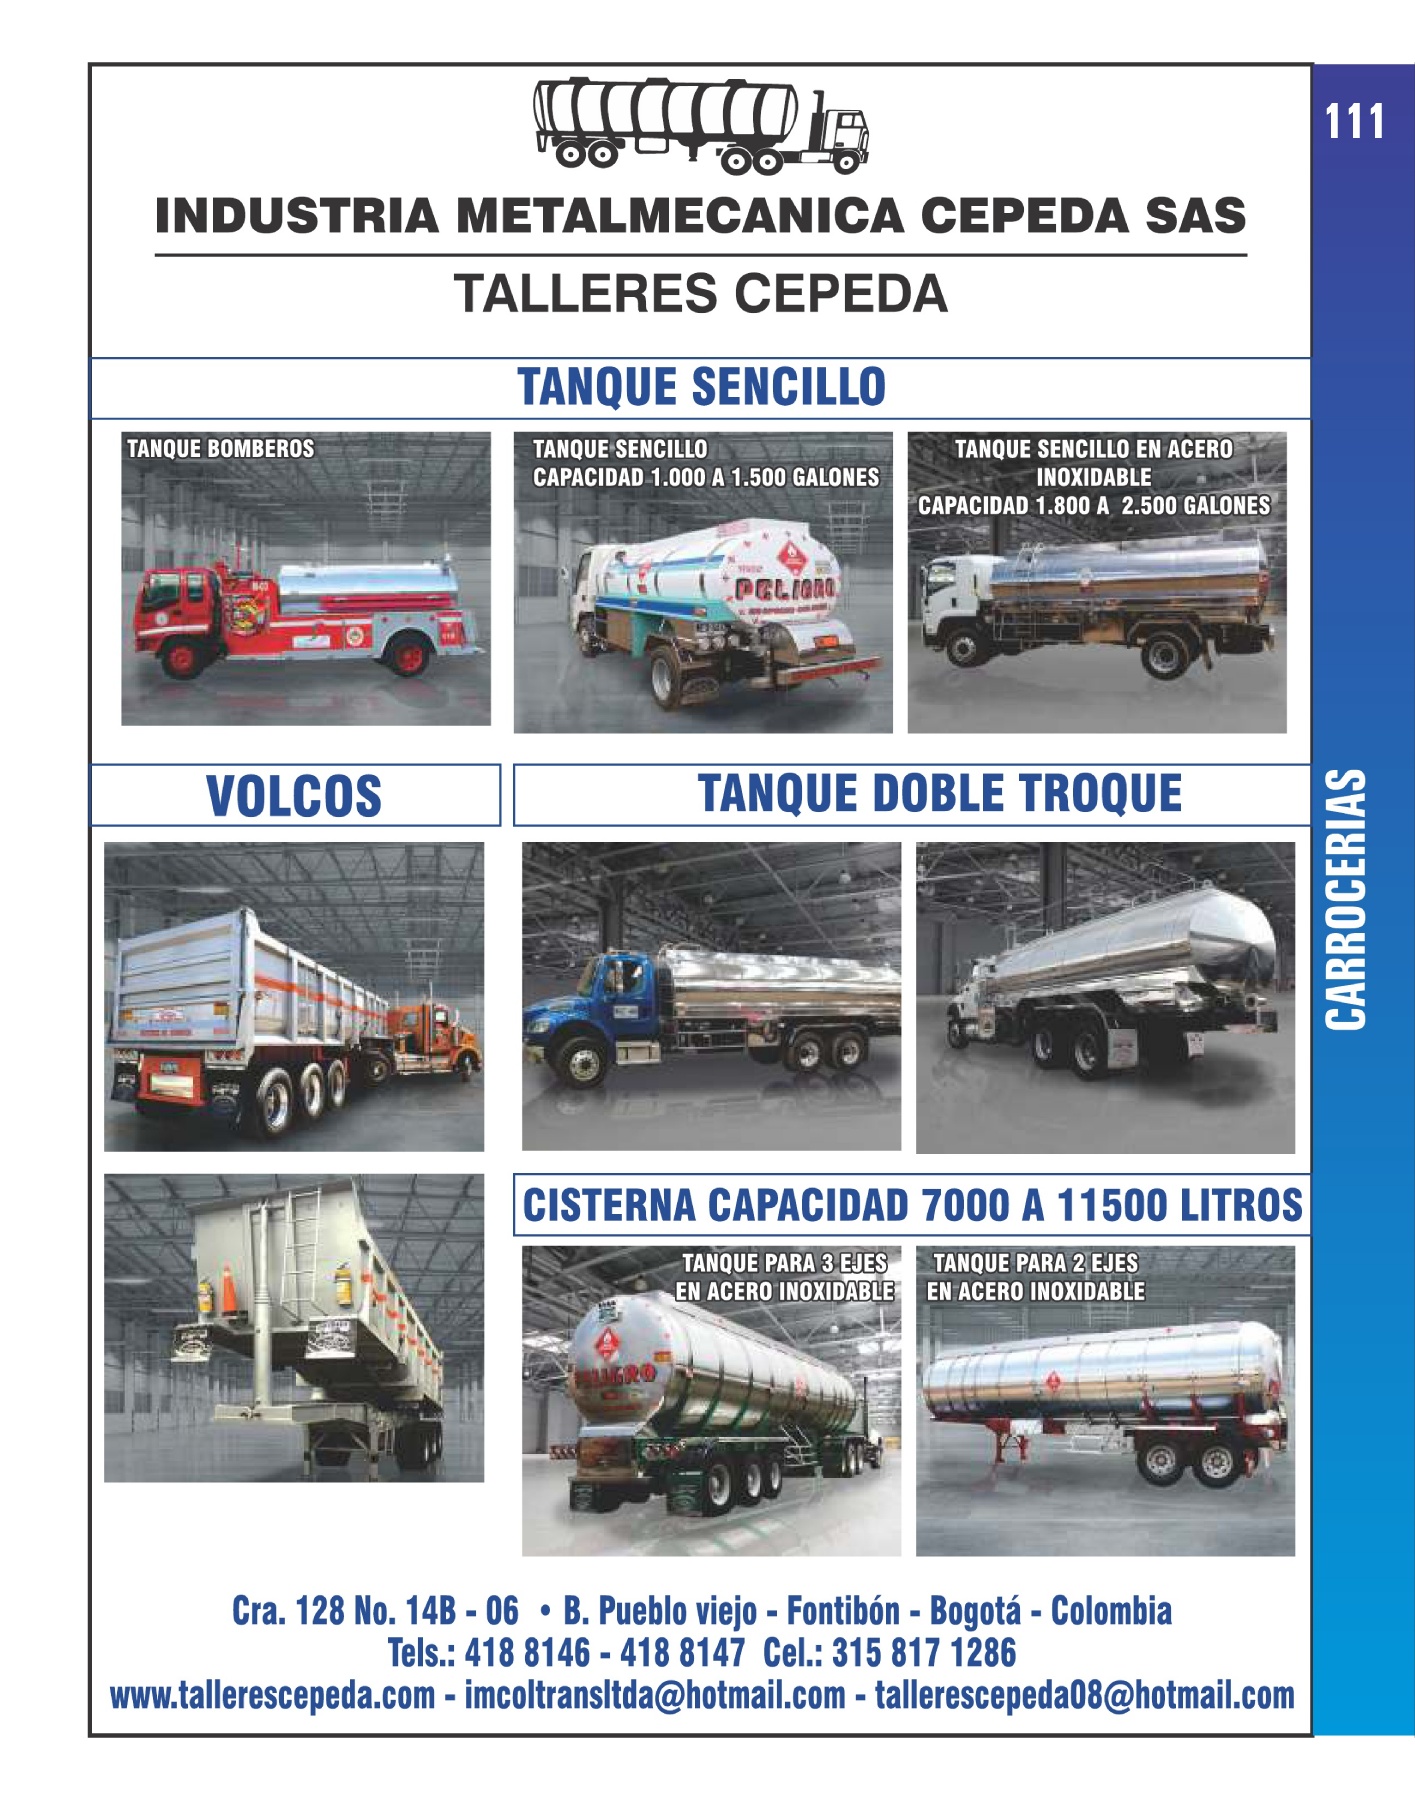 111
INDUSTRIA METALMECANICA CEPEDA SAS
TALLERES CEPEDA
TANQUE SENCILLO
TANQUE BOMBEROS
TANQUE SENCILLO
CAPACIDAD 1.000 A 1.500 GALONES
PELIGRO
TANQUE SENCILLO EN ACERO
INOXIDABLE
CAPACIDAD 1.800 A 2.500 GALONES
VOLCOS
TANQUE DOBLE TROQUE
CARROCERIAS
CISTERNA CAPACIDAD 7000 A 11500 LITROS
TANQUE PARA 3 EJES
EN ACERO INOXIDABLE
PELIGRO
TANQUE PARA 2 EJES
EN ACERO INOXIDABLE
Cra. 128 No. 14B - 06 • B. Pueblo viejo - Fontibón - Bogotá - Colombia
Tels.: 418 8146 - 418 8147 Cel.: 315 817 1286
www.tallerescepeda.com - imcoltransltda@hotmail.com - tallerescepeda08@hotmail.com